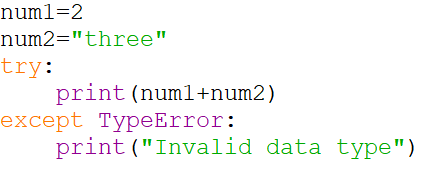 num1=2
num2="three"
try:
    print(num1+num2)
except TypeError:
    print("Invalid data type")